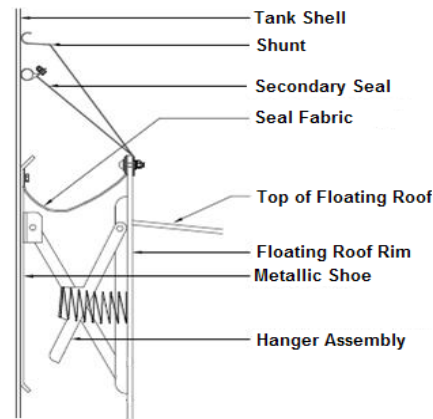 Tank Shell
Shunt
Secondary Seal
Seal Fabric
Top of Floating Roof
Floating Roof Rim
Metallic Shoe
Hanger Assembly